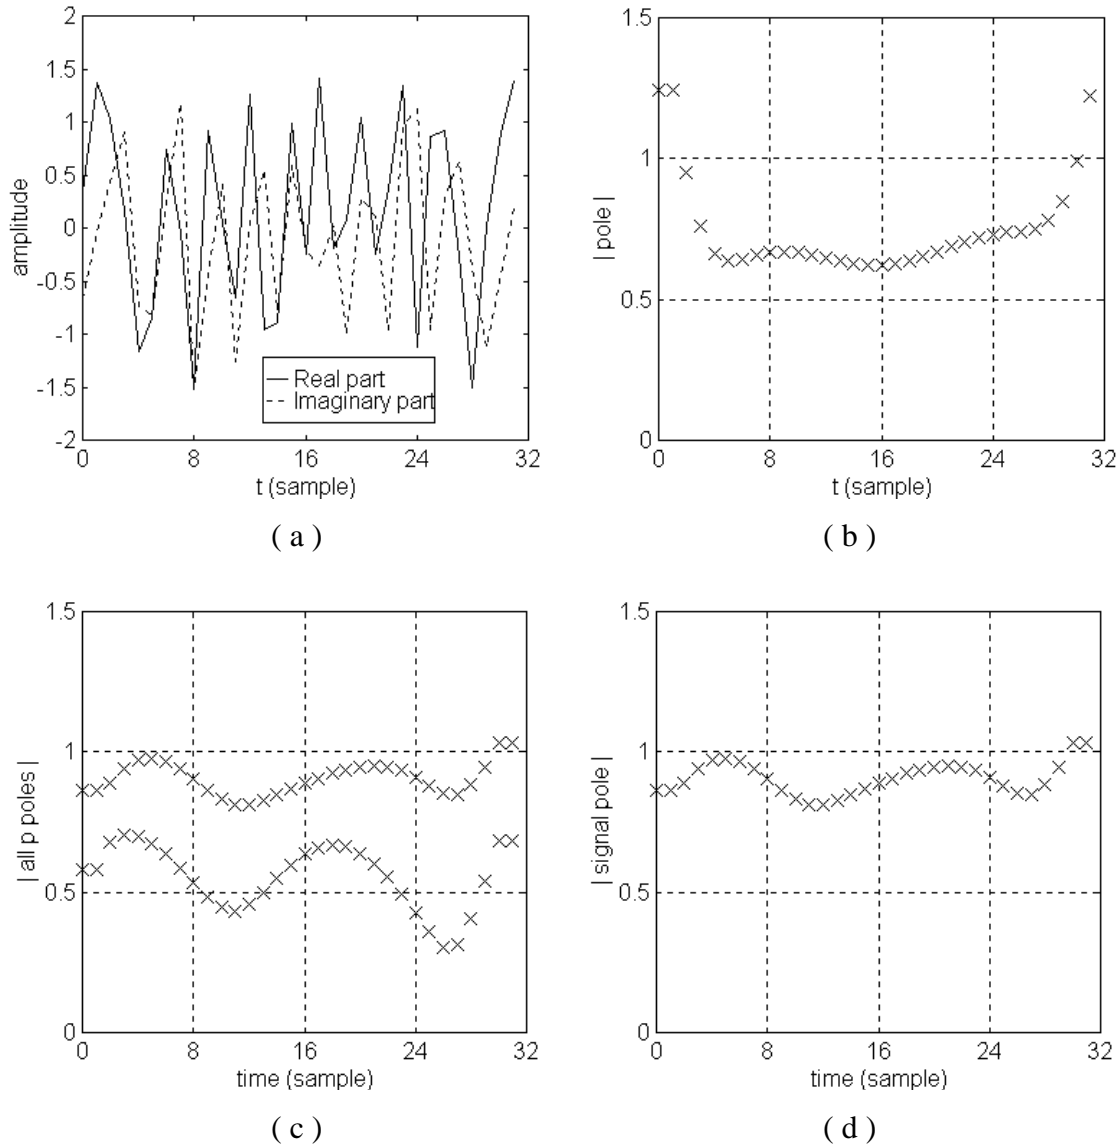 2
1.5
1
0.5
0
-0.5
-1
-1.5
-2
amplitude
Real part
Imaginary part
0
8
16
24
32
t (sample)
( a )
1.5
1
0.5
0
| pole |
0
8
16
24
32
t (sample)
( b )
1.5
1
0.5
0
| all p poles |
0
8
16
24
32
time (sample)
( c )
1.5
1
0.5
0
| signal pole |
0
8
16
24
32
time (sample)
( d )